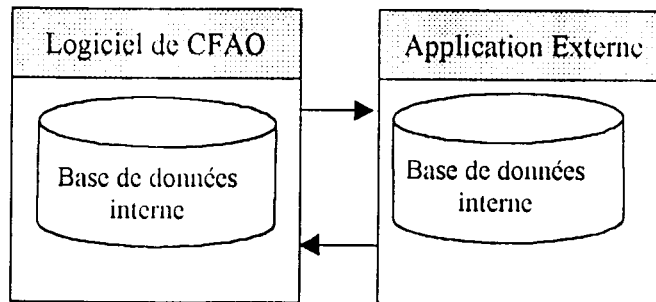 Logiciel de CFAO
Base de données
interne
Application Externe
Base de données
interne